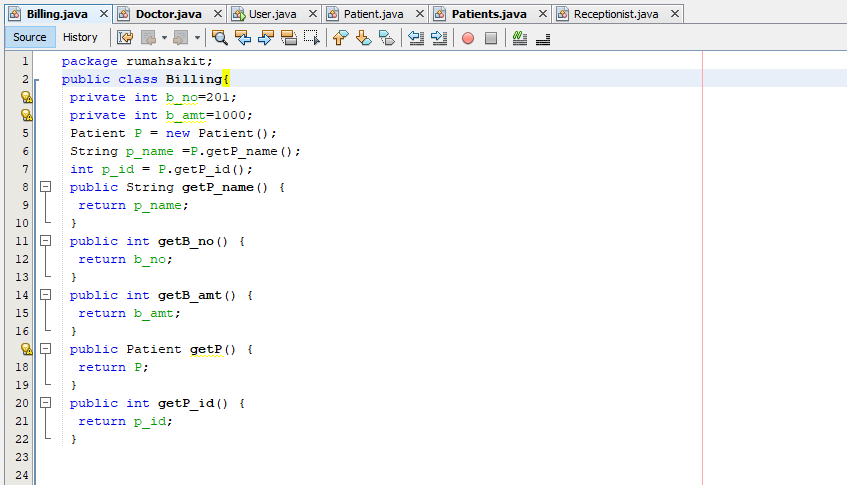 Billing.java Doctor.java User.java Patient.java Patients.java Receptionist.java
Source History
1 package rumahsakit;
2 public class Billing{
private int b_no=201;
private int b_amt=1000;
5 Patient P = new Patient();
6 String p_name =P.getP_name();
7 int p_id = P.getP_id();
8 public String getP_name() {
9 return p_name;
10 }
11 public int getB_no() {
12 return b_no;
13 }
14 public int getB_amt() {
15 return b_amt;
16 }
public Patient getP() {
18 return P;
19 }
20 public int getP_id() {
21 return p_id;
22 }
23
24